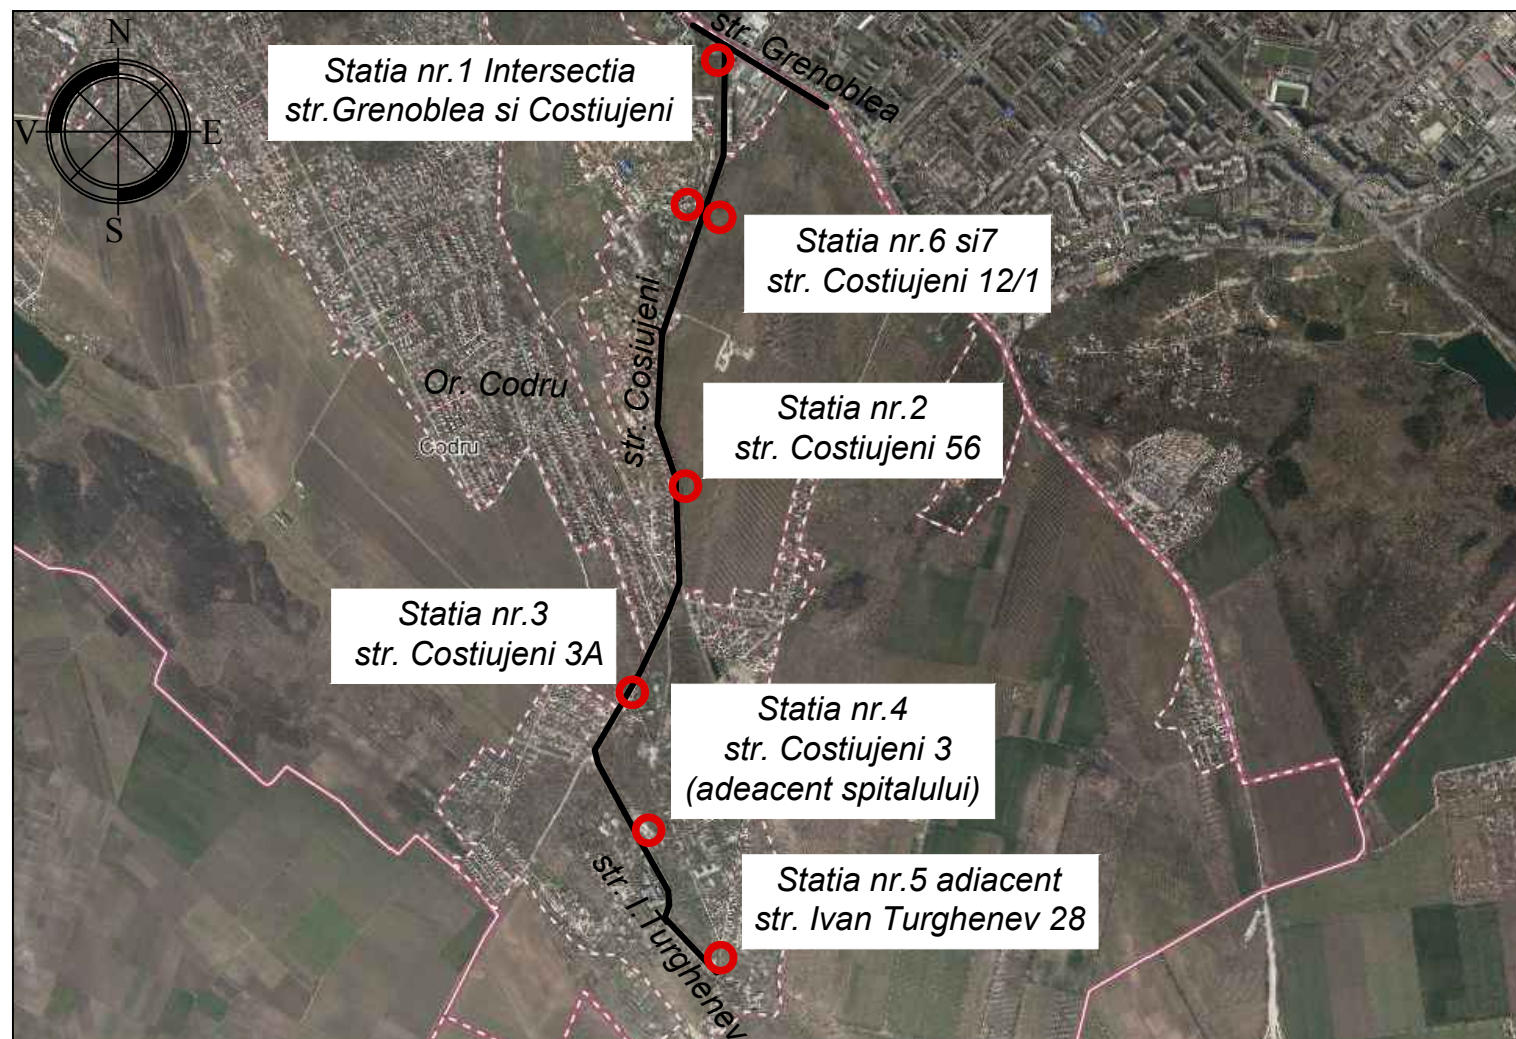 N
V
E
S
str. Grenoblea
Statia nr.1 Intersectia
str.Grenoblea si Costiujeni
Statia nr.6 si7
str. Costiujeni 12/1
str. Cosiujeni
Or. Codru
Codru
Statia nr.2
str. Costiujeni 56
Statia nr.3
str. Costiujeni 3A
Statia nr.4
str. Costiujeni 3
(adeacent spitalului)
Statia nr.5 adiacent
str. Ivan Turghenev 28
str. I.Turghenev